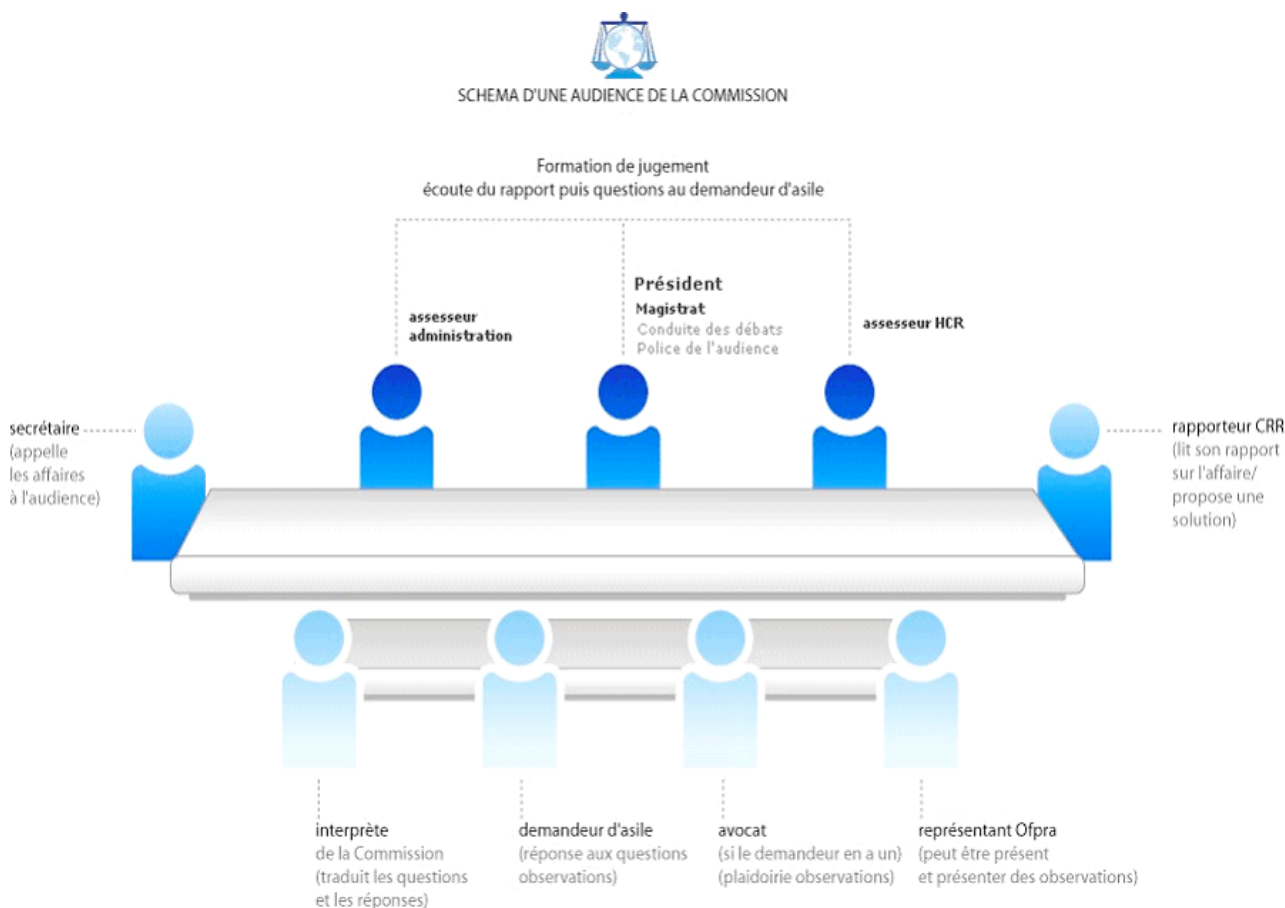 SCHEMA D'UNE AUDIENCE DE LA COMMISSION
Formation de jugement
écoute du rapport puis questions au demandeur d'asile
assesseur
administration
Président
Magistrat
Conduite des débats
Police de l'audience
assesseur HCR
secrétaire
(appelle
les affaires
à l'audience)
rapporteur CRR
(lit son rapport
sur l'affaire/
propose une
solution)
interprète
de la Commission
(traduit les questions
et les réponses)
demandeur d'asile
(réponse aux questions
observations)
avocat
(si le demandeur en a un)
(plaidoirie observations)
représentant Ofpra
(peut être présent
et présenter des observations)